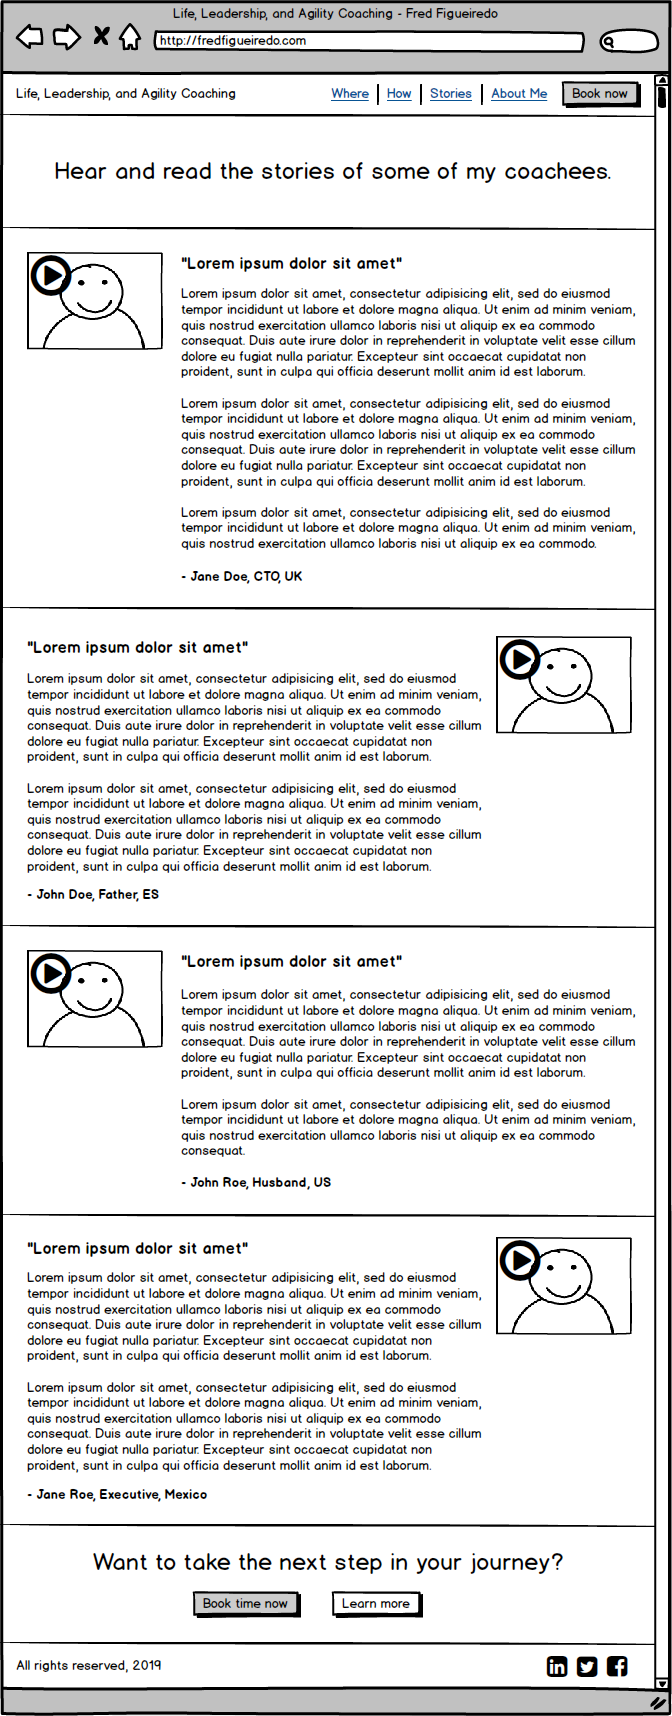 Life, Leadership, and Agility Coaching - Fred Figueiredo
http://fredfigueiredo.com
Life, Leadership, and Agility Coaching
Where
How
Stories
About Me
Book now
Hear and read the stories of some of my coachees.
"Lorem ipsum dolor sit amet"
Lorem ipsum dolor sit amet, consectetur adipisicing elit, sed do eiusmod
tempor incididunt ut labore et dolore magna aliqua. Ut enim ad minim veniam,
quis nostrud exercitation ullamco laboris nisi ut aliquip ex ea commodo
consequat. Duis aute irure dolor in reprehenderit in voluptate velit esse cillum
dolore eu fugiat nulla pariatur. Excepteur sint occaecat cupidatat non
proident, sunt in culpa qui officia deserunt mollit anim id est laborum.
Lorem ipsum dolor sit amet, consectetur adipisicing elit, sed do eiusmod
tempor incididunt ut labore et dolore magna aliqua. Ut enim ad minim veniam,
quis nostrud exercitation ullamco laboris nisi ut aliquip ex ea commodo
consequat. Duis aute irure dolor in reprehenderit in voluptate velit esse cillum
dolore eu fugiat nulla pariatur. Excepteur sint occaecat cupidatat non
proident, sunt in culpa qui officia deserunt mollit anim id est laborum.
Lorem ipsum dolor sit amet, consectetur adipisicing elit, sed do eiusmod
tempor incididunt ut labore et dolore magna aliqua. Ut enim ad minim veniam,
quis nostrud exercitation ullamco laboris nisi ut aliquip ex ea commodo.
- Jane Doe, CTO, UK
"Lorem ipsum dolor sit amet"
Lorem ipsum dolor sit amet, consectetur adipisicing elit, sed do eiusmod
tempor incididunt ut labore et dolore magna aliqua. Ut enim ad minim veniam,
quis nostrud exercitation ullamco laboris nisi ut aliquip ex ea commodo
consequat. Duis aute irure dolor in reprehenderit in voluptate velit esse cillum
dolore eu fugiat nulla pariatur. Excepteur sint occaecat cupidatat non
proident, sunt in culpa qui officia deserunt mollit anim id est laborum.
Lorem ipsum dolor sit amet, consectetur adipisicing elit, sed do eiusmod
tempor incididunt ut labore et dolore magna aliqua. Ut enim ad minim veniam,
quis nostrud exercitation ullamco laboris nisi ut aliquip ex ea commodo
consequat. Duis aute irure dolor in reprehenderit in voluptate velit esse cillum
dolore eu fugiat nulla pariatur. Excepteur sint occaecat cupidatat non
proident, sunt in culpa qui officia deserunt mollit anim id est laborum.
- John Doe, Father, ES
"Lorem ipsum dolor sit amet"
Lorem ipsum dolor sit amet, consectetur adipisicing elit, sed do eiusmod
tempor incididunt ut labore et dolore magna aliqua. Ut enim ad minim veniam,
quis nostrud exercitation ullamco laboris nisi ut aliquip ex ea commodo
consequat. Duis aute irure dolor in reprehenderit in voluptate velit esse cillum
dolore eu fugiat nulla pariatur. Excepteur sint occaecat cupidatat non
proident, sunt in culpa qui officia deserunt mollit anim id est laborum.
Lorem ipsum dolor sit amet, consectetur adipisicing elit, sed do eiusmod
tempor incididunt ut labore et dolore magna aliqua. Ut enim ad minim veniam,
quis nostrud exercitation ullamco laboris nisi ut aliquip ex ea commodo
consequat.
- John Roe, Husband, US
"Lorem ipsum dolor sit amet"
Lorem ipsum dolor sit amet, consectetur adipisicing elit, sed do eiusmod
tempor incididunt ut labore et dolore magna aliqua. Ut enim ad minim veniam,
quis nostrud exercitation ullamco laboris nisi ut aliquip ex ea commodo
consequat. Duis aute irure dolor in reprehenderit in voluptate velit esse cillum
dolore eu fugiat nulla pariatur. Excepteur sint occaecat cupidatat non
proident, sunt in culpa qui officia deserunt mollit anim id est laborum.
Lorem ipsum dolor sit amet, consectetur adipisicing elit, sed do eiusmod
tempor incididunt ut labore et dolore magna aliqua. Ut enim ad minim veniam,
quis nostrud exercitation ullamco laboris nisi ut aliquip ex ea commodo
consequat. Duis aute irure dolor in reprehenderit in voluptate velit esse cillum
dolore eu fugiat nulla pariatur. Excepteur sint occaecat cupidatat non
proident, sunt in culpa qui officia deserunt mollit anim id est laborum.
- Jane Roe, Executive, Mexico
Want to take the next step in your journey?
Book time now
Learn more
All rights reserved, 2019